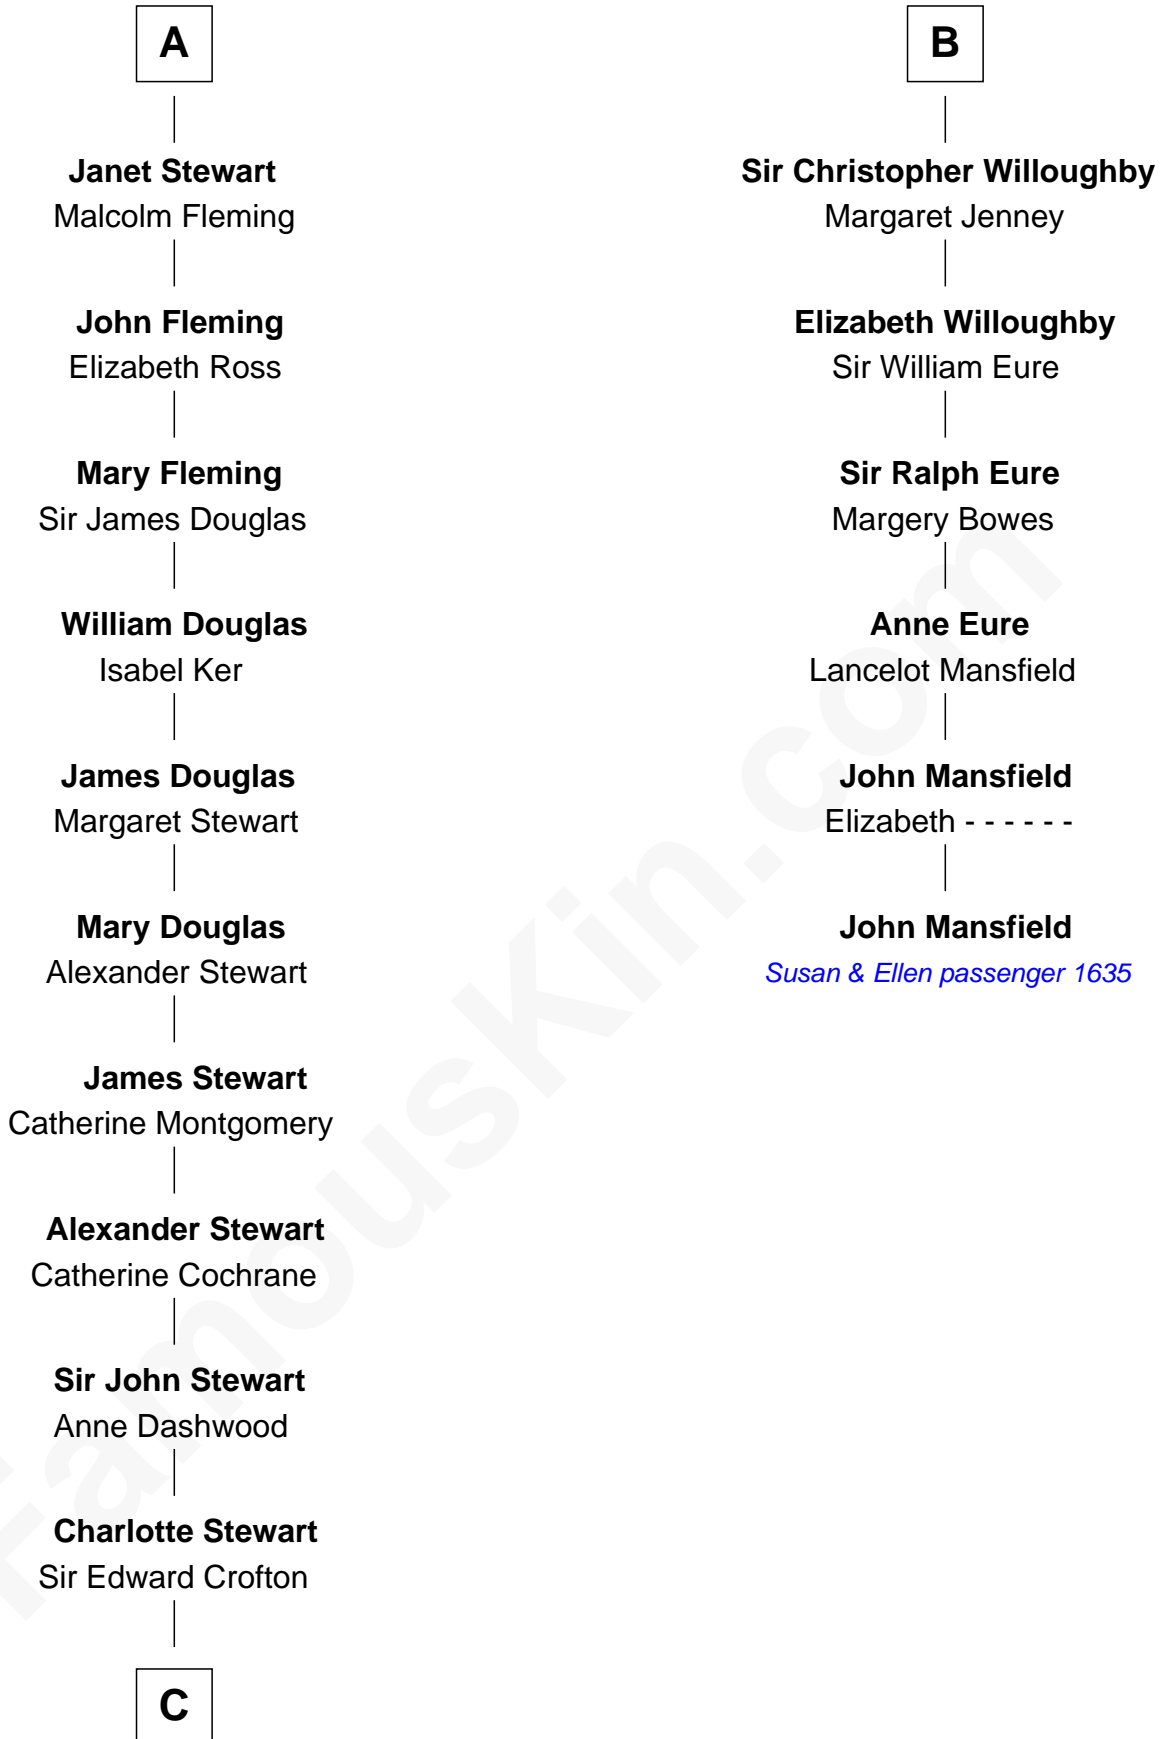 A
Janet Stewart
Malcolm Fleming
John Fleming
Elizabeth Ross
Mary Fleming
Sir James Douglas
William Douglas
Isabel Ker
James Douglas
Margaret Stewart
Mary Douglas
Alexander Stewart
James Stewart
Catherine Montgomery
Alexander Stewart
Catherine Cochrane
Sir John Stewart
Anne Dashwood
Charlotte Stewart
Sir Edward Crofton
C
B
Sir Christopher Willoughby
Margaret Jenney
Elizabeth Willoughby
Sir William Eure
Sir Ralph Eure
Margery Bowes
Anne Eure
Lancelot Mansfield
John Mansfield
Elizabeth - - - - - -
John Mansfield
Susan & Ellen passenger 1635
FamousKin.com